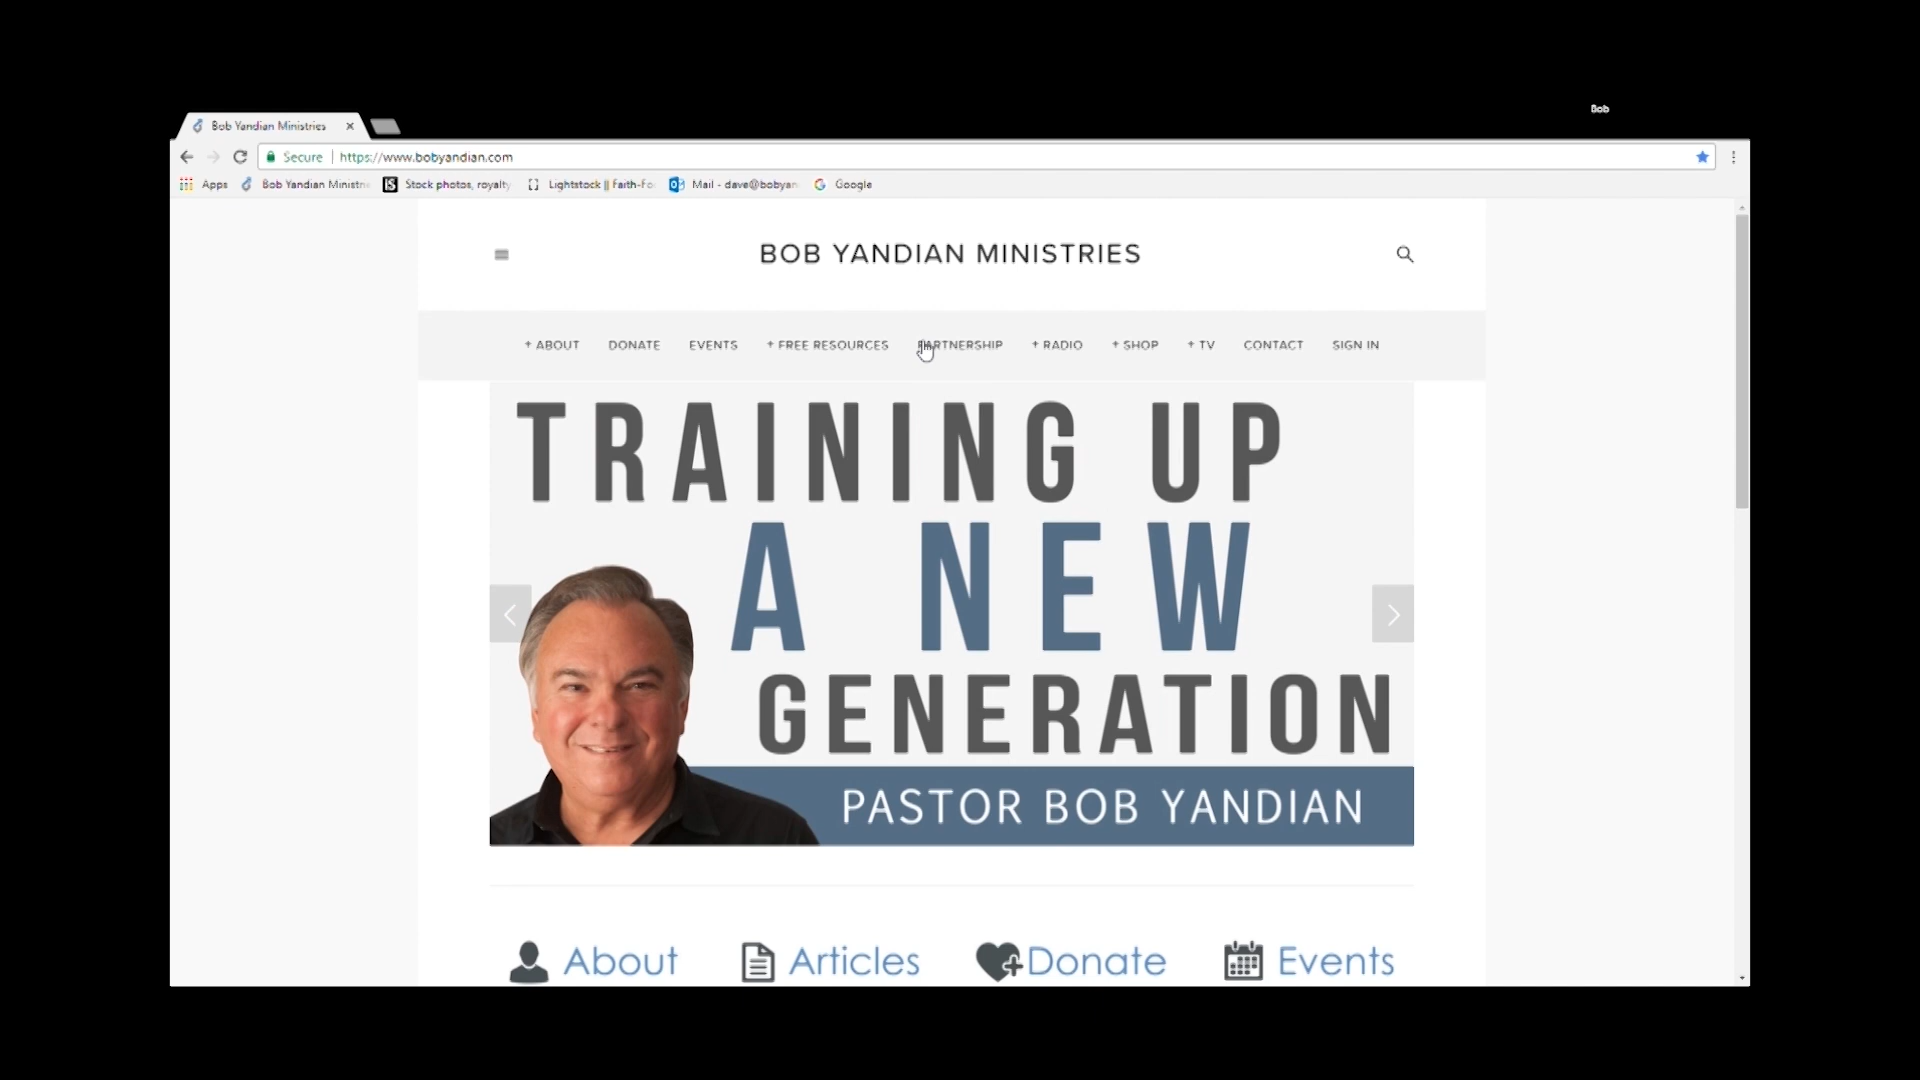 Bob
Bob Yandian Ministries
Secure https://www.bobyandian.com
Apps Bob Yandian Ministri Stock photos, royalty Lightstock || Faith-Fo Mail - dave@bobyan Google
BOB YANDIAN MINISTRIES
+ ABOUT DONATE EVENTS + FREE RESOURCES PARTNERSHIP + RADIO + SHOP + TV CONTACT SIGN IN
TRAINING UP
A NEW
GENERATION
PASTOR BOB YANDIAN
About Articles Donate Events